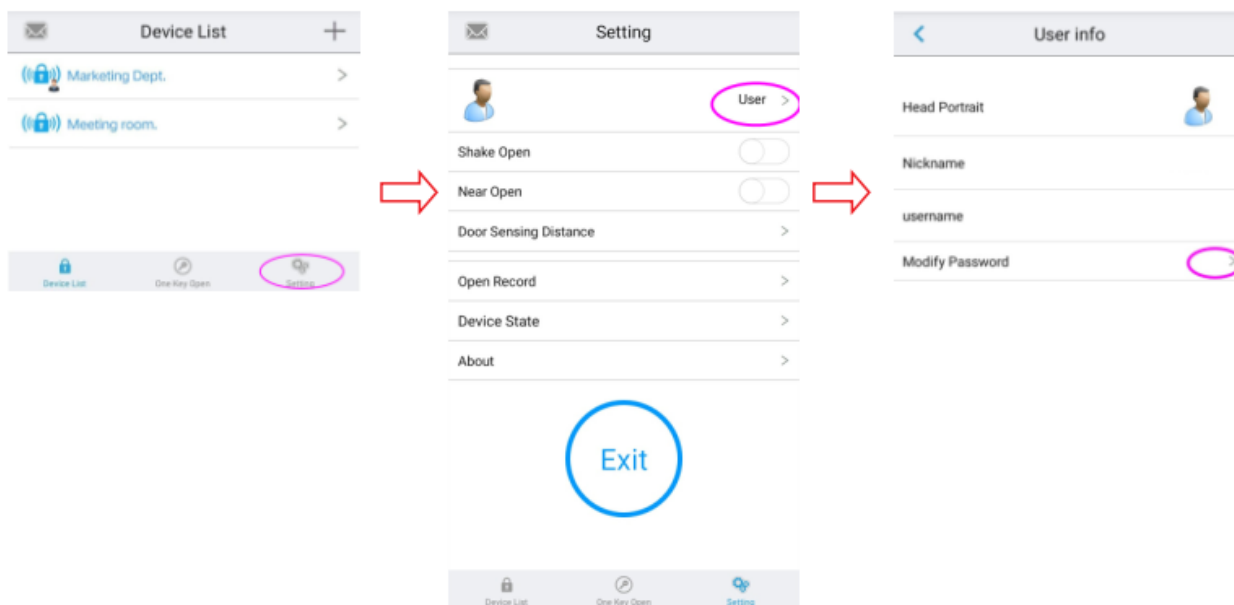 Device List
Marketing Dept.
Meeting room.
Device List
One Key Open
Setting
Setting
User
Shake Open
Near Open
Door Sensing Distance
Open Record
Device State
About
Exit
Device List
One Key Open
Setting
User info
Head Portrait
Nickname
username
Modify Password